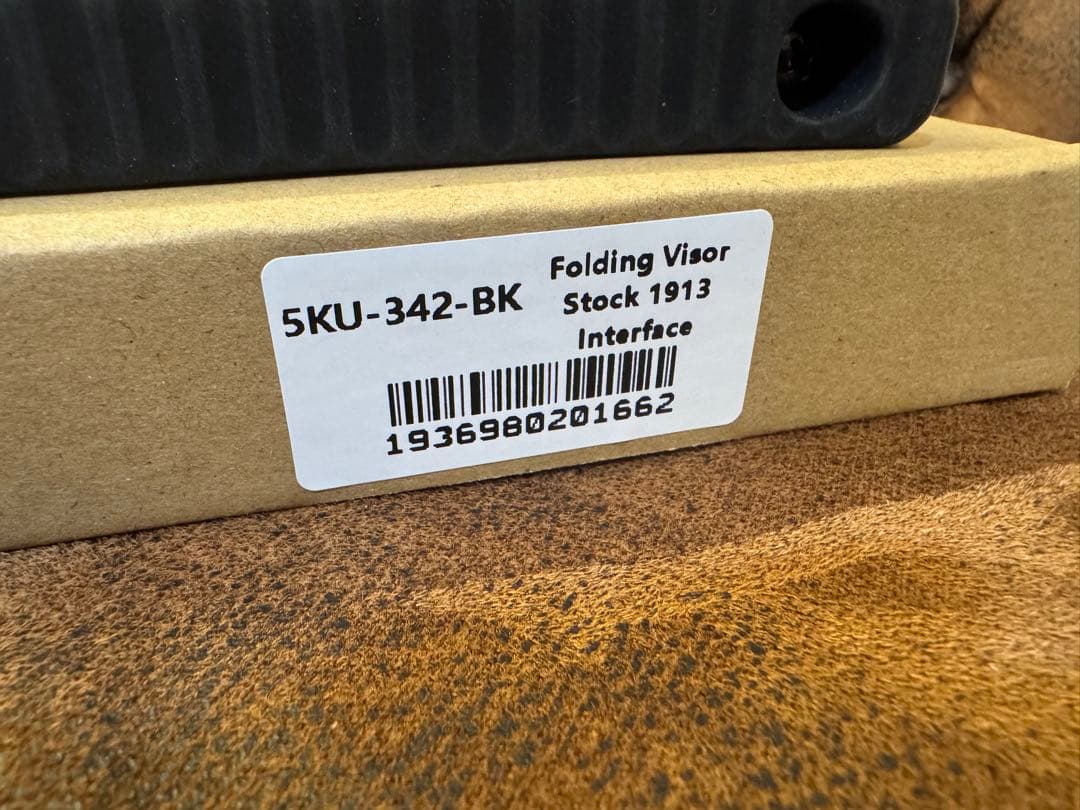 5KU-342-BK
Folding Visor
Stock 1913
Interface
1936980201662